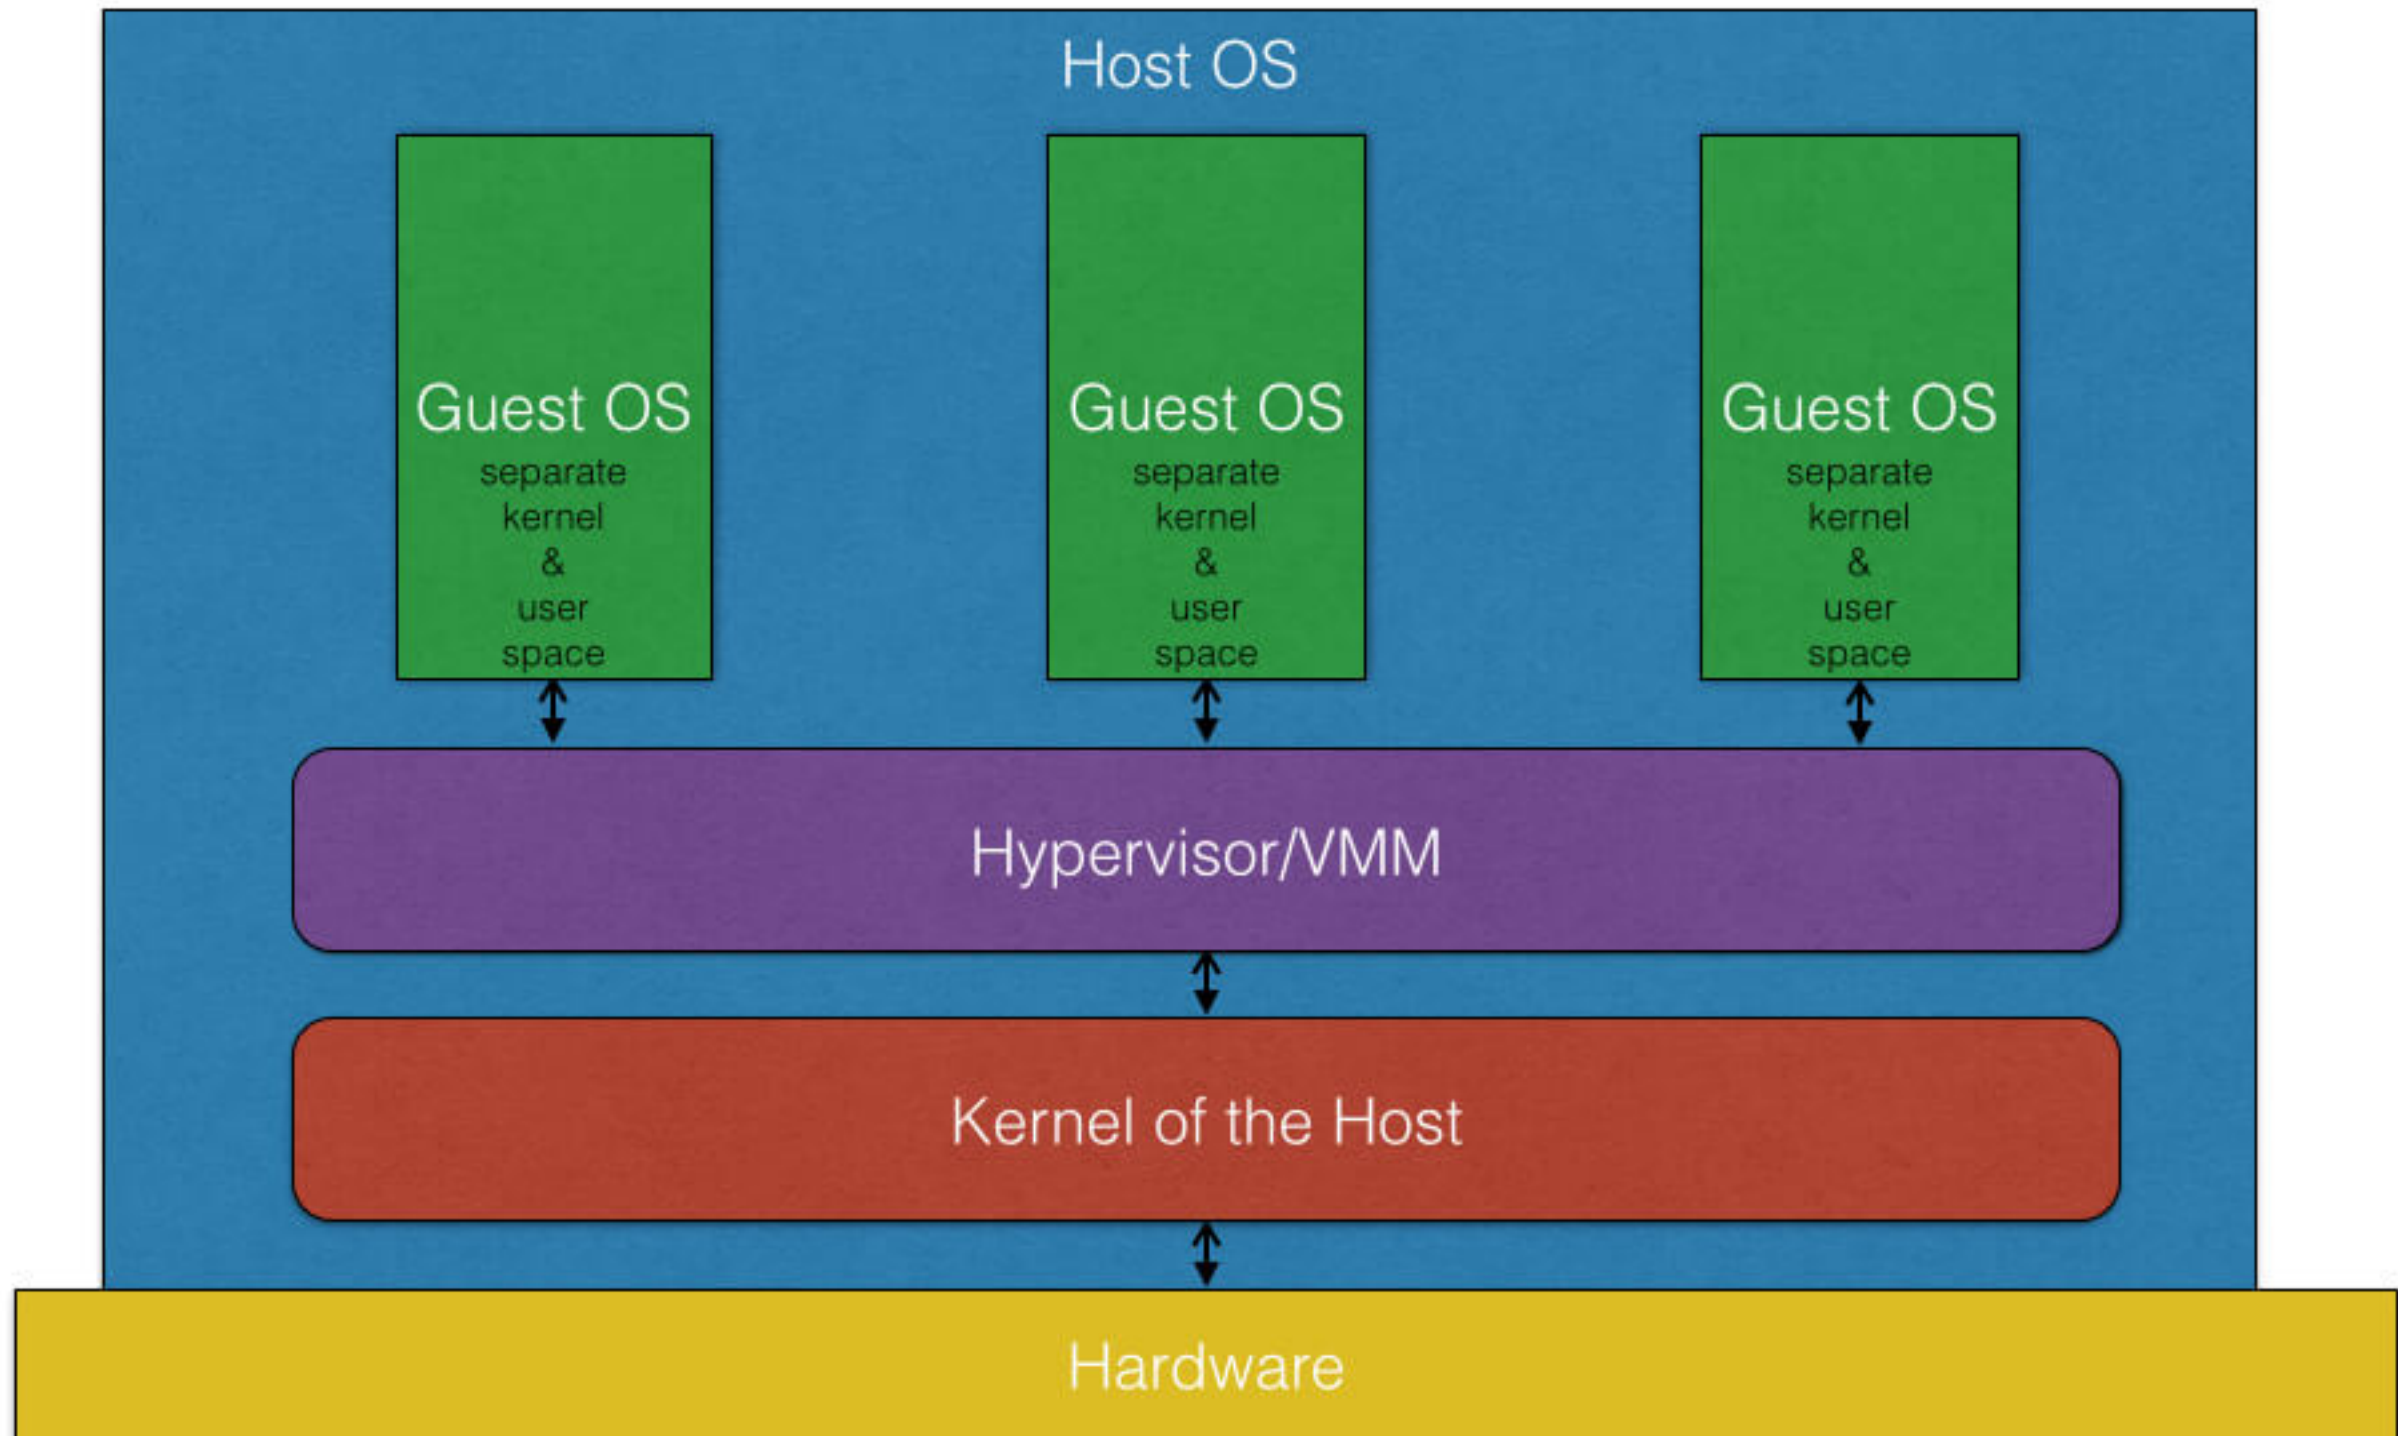 Host OS
Guest OS
separate
kernel
&
user
space
Guest OS
separate
kernel
&
user
space
Guest OS
separate
kernel
&
user
space
Hypervisor/VMM
Kernel of the Host
Hardware